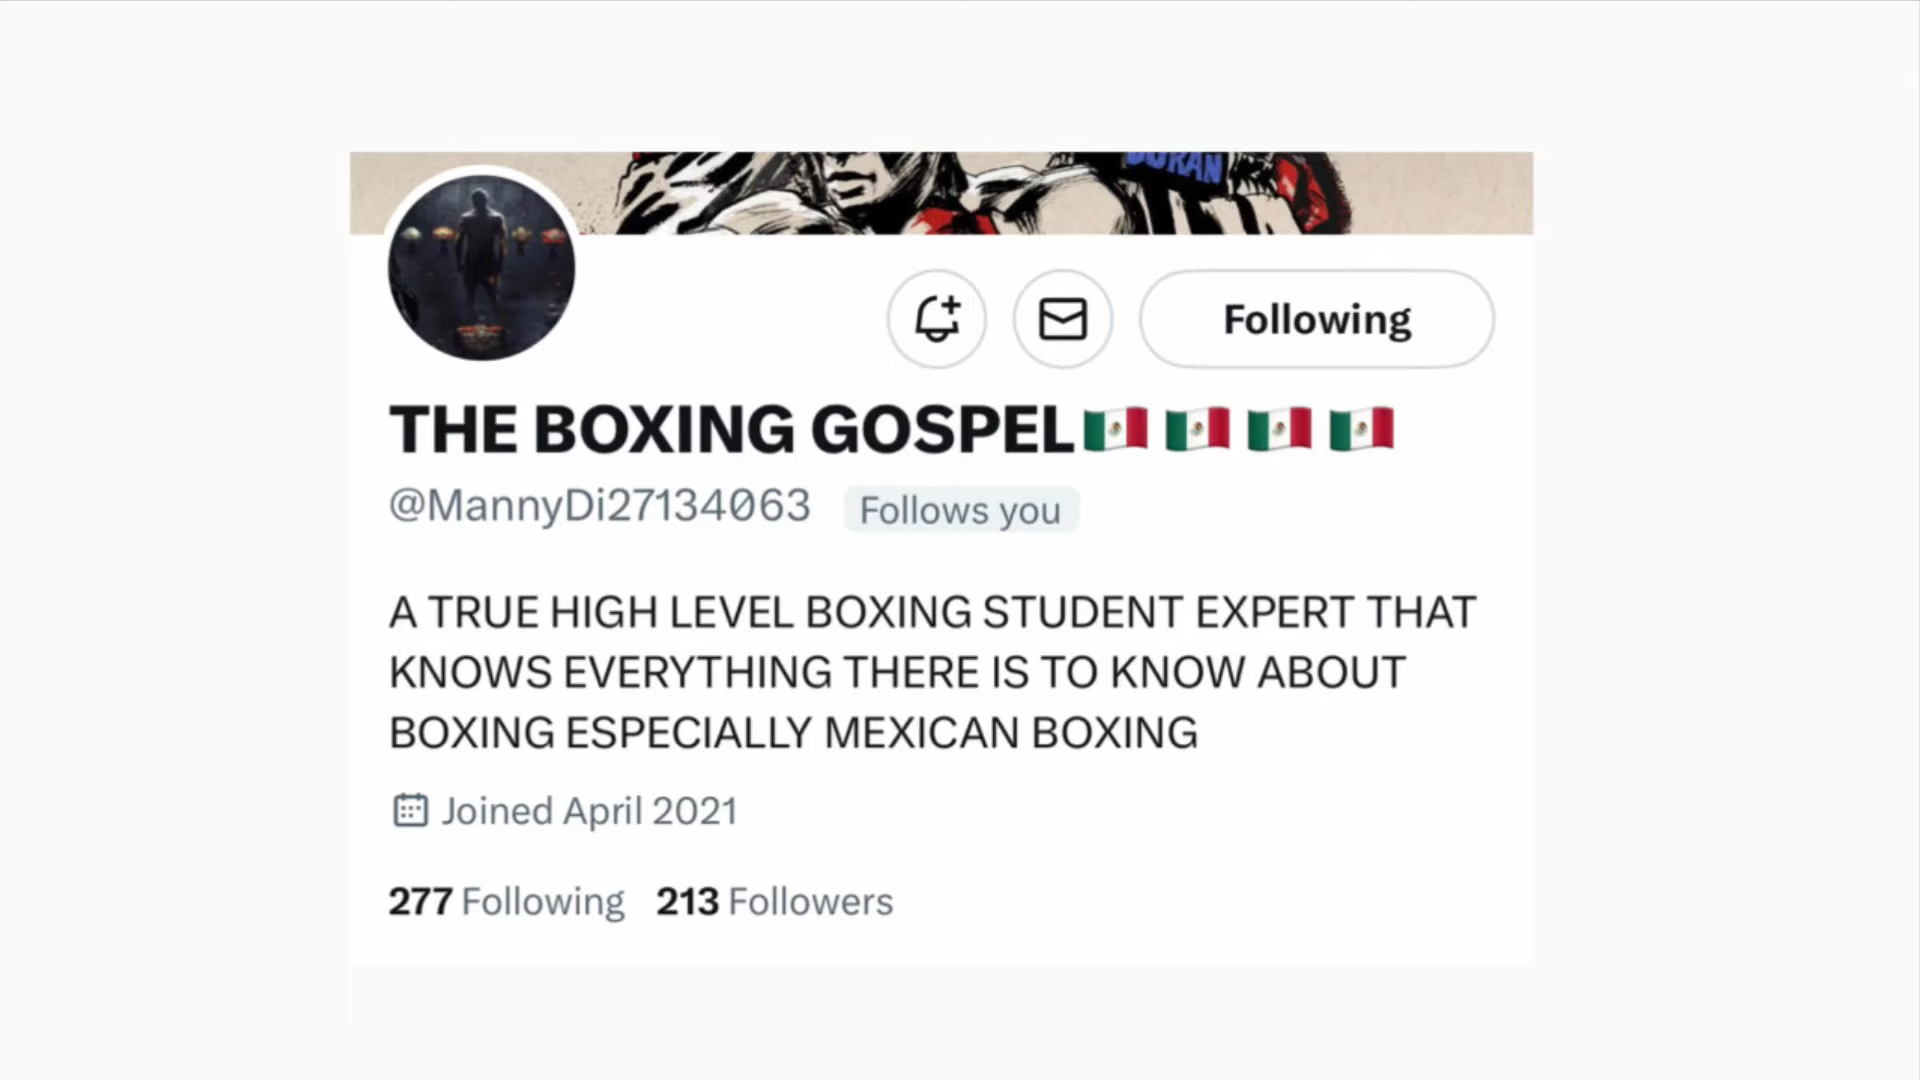 DURAN
Following
THE BOXING GOSPEL🇲🇽 🇲🇽 🇲🇽 🇲🇽
@MannyDi27134063 Follows you
A TRUE HIGH LEVEL BOXING STUDENT EXPERT THAT
KNOWS EVERYTHING THERE IS TO KNOW ABOUT
BOXING ESPECIALLY MEXICAN BOXING
Joined April 2021
277 Following 213 Followers